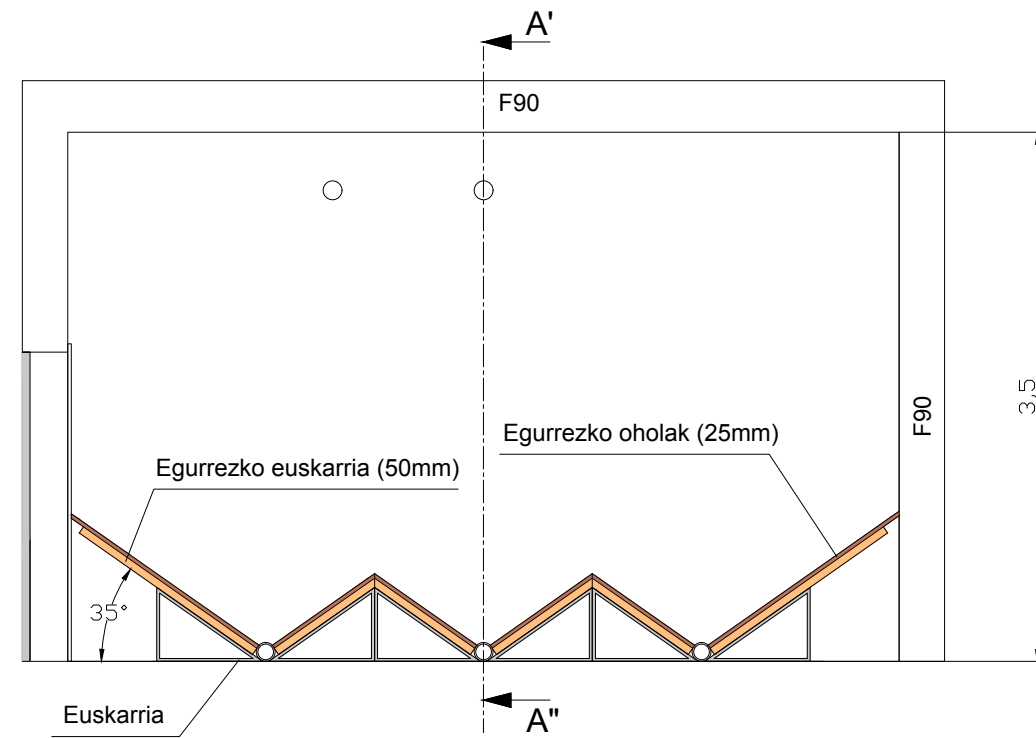 A'
F90
3,5
F90
Egurrezko oholak (25mm)
Egurrezko euskarria (50mm)
35°
Euskarria
A"